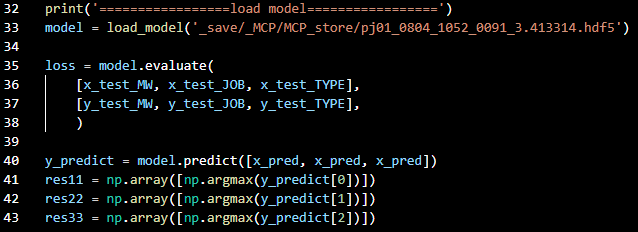 32 print('=================load model=================')
33 model = load_model('_save/_MCP/MCP_store/pj01_0804_1052_0091_3.413314.hdf5')
34
35 loss = model.evaluate(
36     [x_test_MW, x_test_JOB, x_test_TYPE],
37     [y_test_MW, y_test_JOB, y_test_TYPE],
38     )
39
40 y_predict = model.predict([x_pred, x_pred, x_pred])
41 res11 = np.array([np.argmax(y_predict[0])])
42 res22 = np.array([np.argmax(y_predict[1])])
43 res33 = np.array([np.argmax(y_predict[2])])